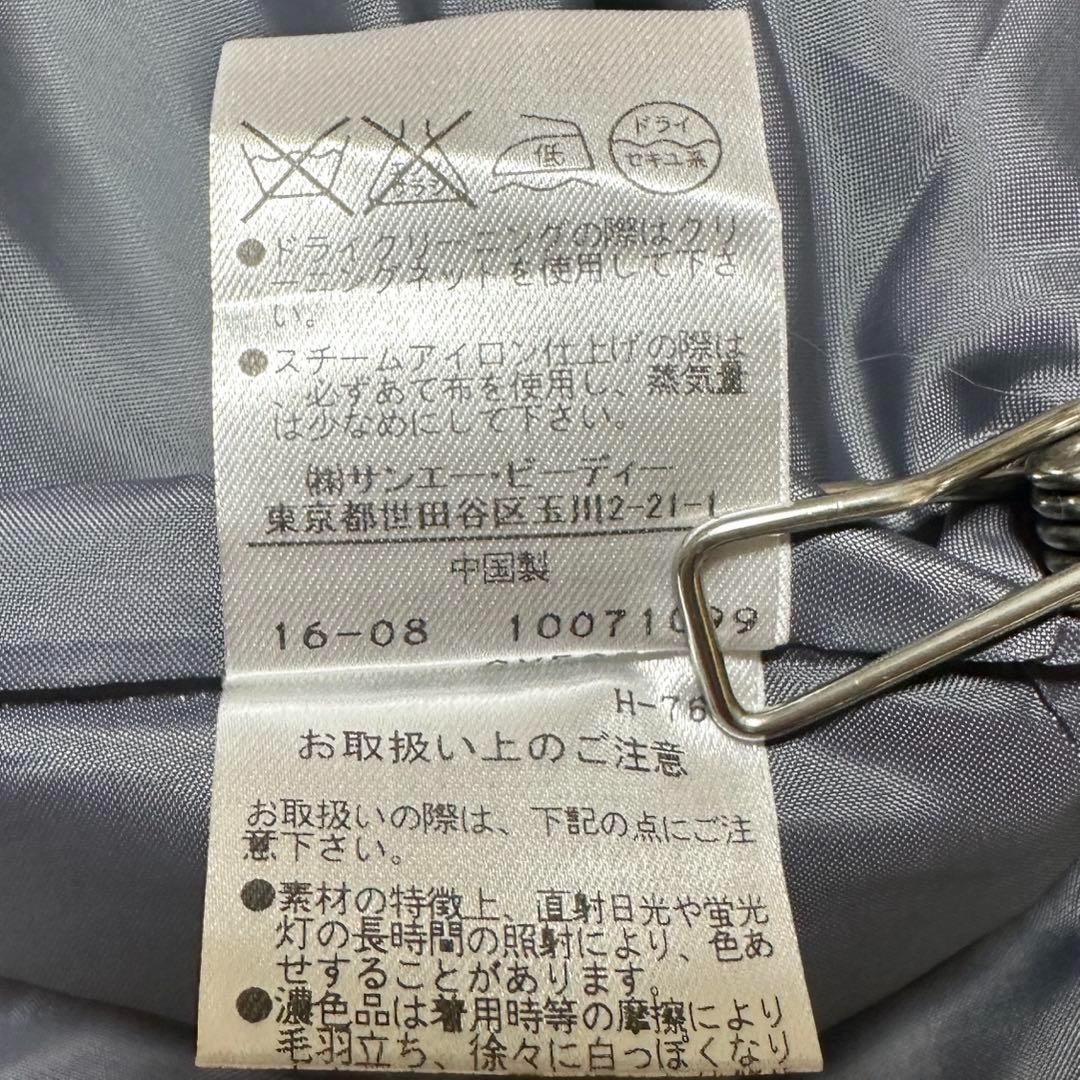 エンソ
サラシ
低
ドライ
セキユ系
●ドライクリーニングの際はクリ
ーニングネットを使用して下さ
い。
●スチームアイロン仕上げの際は
、必ずあて布を使用し、蒸気量
は少なめにして下さい。
㈱サンエー・ビーディー
東京都世田谷区玉川2-21-1
中国製
16-08 10071099
H-76
お取扱い上のご注意
お取扱いの際は、下記の点にご注
意下さい。
●素材の特徴上、直射日光や蛍光
灯の長時間の照射により、色あ
せすることがあります。
●濃色品は着用時等の摩擦により
毛羽立ち、徐々に白っぽくなり